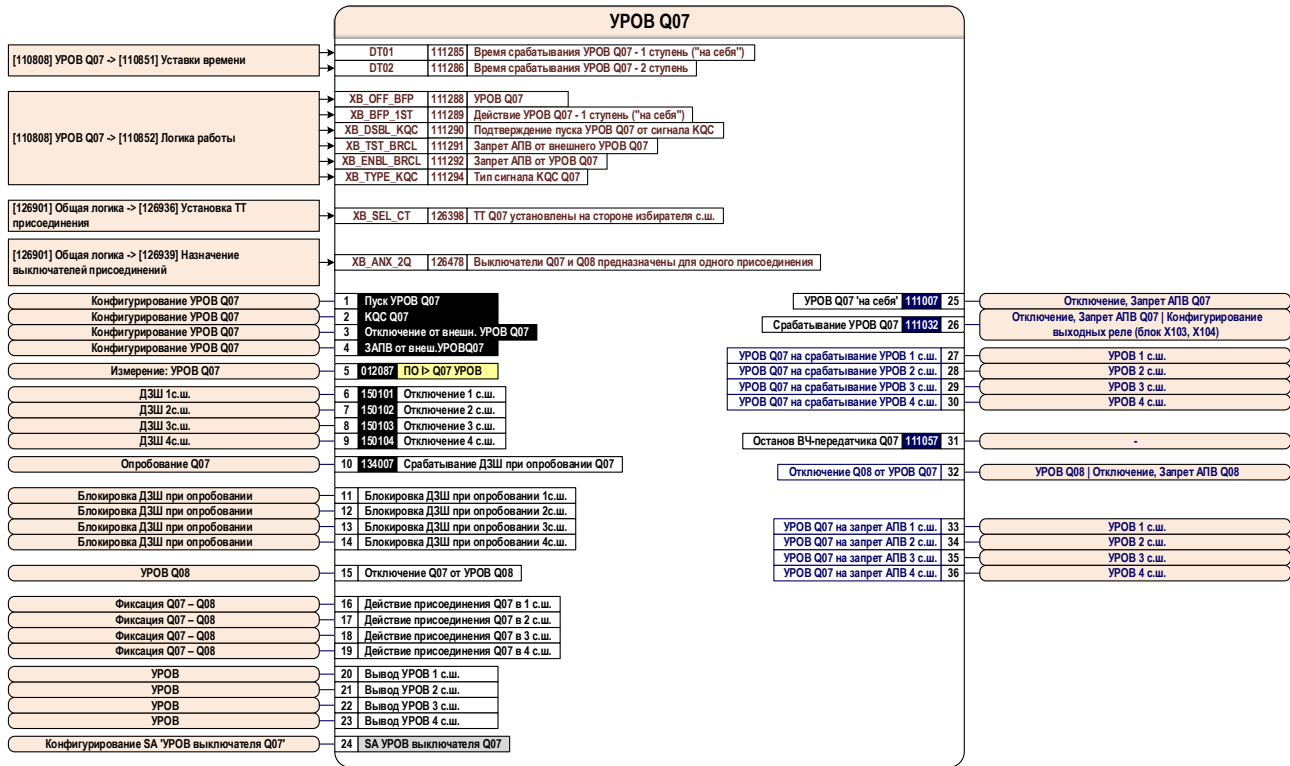 УРОВ Q07
[110808] УРОВ Q07 -> [110851] Уставки времени
DT01 111285 Время срабатывания УРОВ Q07 - 1 ступень ("на себя")
DT02 111286 Время срабатывания УРОВ Q07 - 2 ступень
[110808] УРОВ Q07 -> [110852] Логика работы
XB_OFF_BFP 111288 УРОВ Q07
XB_BFP_1ST 111289 Действие УРОВ Q07 - 1 ступень ("на себя")
XB_DSBL_KQC 111290 Подтверждение пуска УРОВ Q07 от сигнала KQC
XB_TST_BRCL 111291 Запрет АПВ от внешнего УРОВ Q07
XB_ENBL_BRCL 111292 Запрет АПВ от УРОВ Q07
XB_TYPE_KQC 111294 Тип сигнала KQC Q07
[126901] Общая логика -> [126936] Установка ТТ
присоединения
XB_SEL_CT 126398 ТТ Q07 установлены на стороне избирателя с.ш.
[126901] Общая логика -> [126939] Назначение
выключателей присоединений
XB_ANX_2Q 126478 Выключатели Q07 и Q08 предназначены для одного присоединения
Конфигурирование УРОВ Q07 1 Пуск УРОВ Q07
Конфигурирование УРОВ Q07 2 KQC Q07
Конфигурирование УРОВ Q07 3 Отключение от внешн. УРОВ Q07
Конфигурирование УРОВ Q07 4 ЗАПВ от внеш.УРОВQ07
Измерение: УРОВ Q07 5 012087 ПО I> Q07 УРОВ
ДЗШ 1с.ш. 6 150101 Отключение 1 с.ш.
ДЗШ 2с.ш. 7 150102 Отключение 2 с.ш.
ДЗШ 3с.ш. 8 150103 Отключение 3 с.ш.
ДЗШ 4с.ш. 9 150104 Отключение 4 с.ш.
Опробование Q07 10 134007 Срабатывание ДЗШ при опробовании Q07
Блокировка ДЗШ при опробовании 11 Блокировка ДЗШ при опробовании 1с.ш.
Блокировка ДЗШ при опробовании 12 Блокировка ДЗШ при опробовании 2с.ш.
Блокировка ДЗШ при опробовании 13 Блокировка ДЗШ при опробовании 3с.ш.
Блокировка ДЗШ при опробовании 14 Блокировка ДЗШ при опробовании 4с.ш.
УРОВ Q08 15 Отключение Q07 от УРОВ Q08
Фиксация Q07 – Q08 16 Действие присоединения Q07 в 1 с.ш.
Фиксация Q07 – Q08 17 Действие присоединения Q07 в 2 с.ш.
Фиксация Q07 – Q08 18 Действие присоединения Q07 в 3 с.ш.
Фиксация Q07 – Q08 19 Действие присоединения Q07 в 4 с.ш.
УРОВ 20 Вывод УРОВ 1 с.ш.
УРОВ 21 Вывод УРОВ 2 с.ш.
УРОВ 22 Вывод УРОВ 3 с.ш.
УРОВ 23 Вывод УРОВ 4 с.ш.
Конфигурирование SA 'УРОВ выключателя Q07' 24 SA УРОВ выключателя Q07
УРОВ Q07 'на себя' 111007 25 Отключение, Запрет АПВ Q07
Срабатывание УРОВ Q07 111032 26 Отключение, Запрет АПВ Q07 | Конфигурирование
выходных реле (блок X103, X104)
УРОВ Q07 на срабатывание УРОВ 1 с.ш. 27 УРОВ 1 с.ш.
УРОВ Q07 на срабатывание УРОВ 2 с.ш. 28 УРОВ 2 с.ш.
УРОВ Q07 на срабатывание УРОВ 3 с.ш. 29 УРОВ 3 с.ш.
УРОВ Q07 на срабатывание УРОВ 4 с.ш. 30 УРОВ 4 с.ш.
Останов ВЧ-передатчика Q07 111057 31 -
Отключение Q08 от УРОВ Q07 32 УРОВ Q08 | Отключение, Запрет АПВ Q08
УРОВ Q07 на запрет АПВ 1 с.ш. 33 УРОВ 1 с.ш.
УРОВ Q07 на запрет АПВ 2 с.ш. 34 УРОВ 2 с.ш.
УРОВ Q07 на запрет АПВ 3 с.ш. 35 УРОВ 3 с.ш.
УРОВ Q07 на запрет АПВ 4 с.ш. 36 УРОВ 4 с.ш.